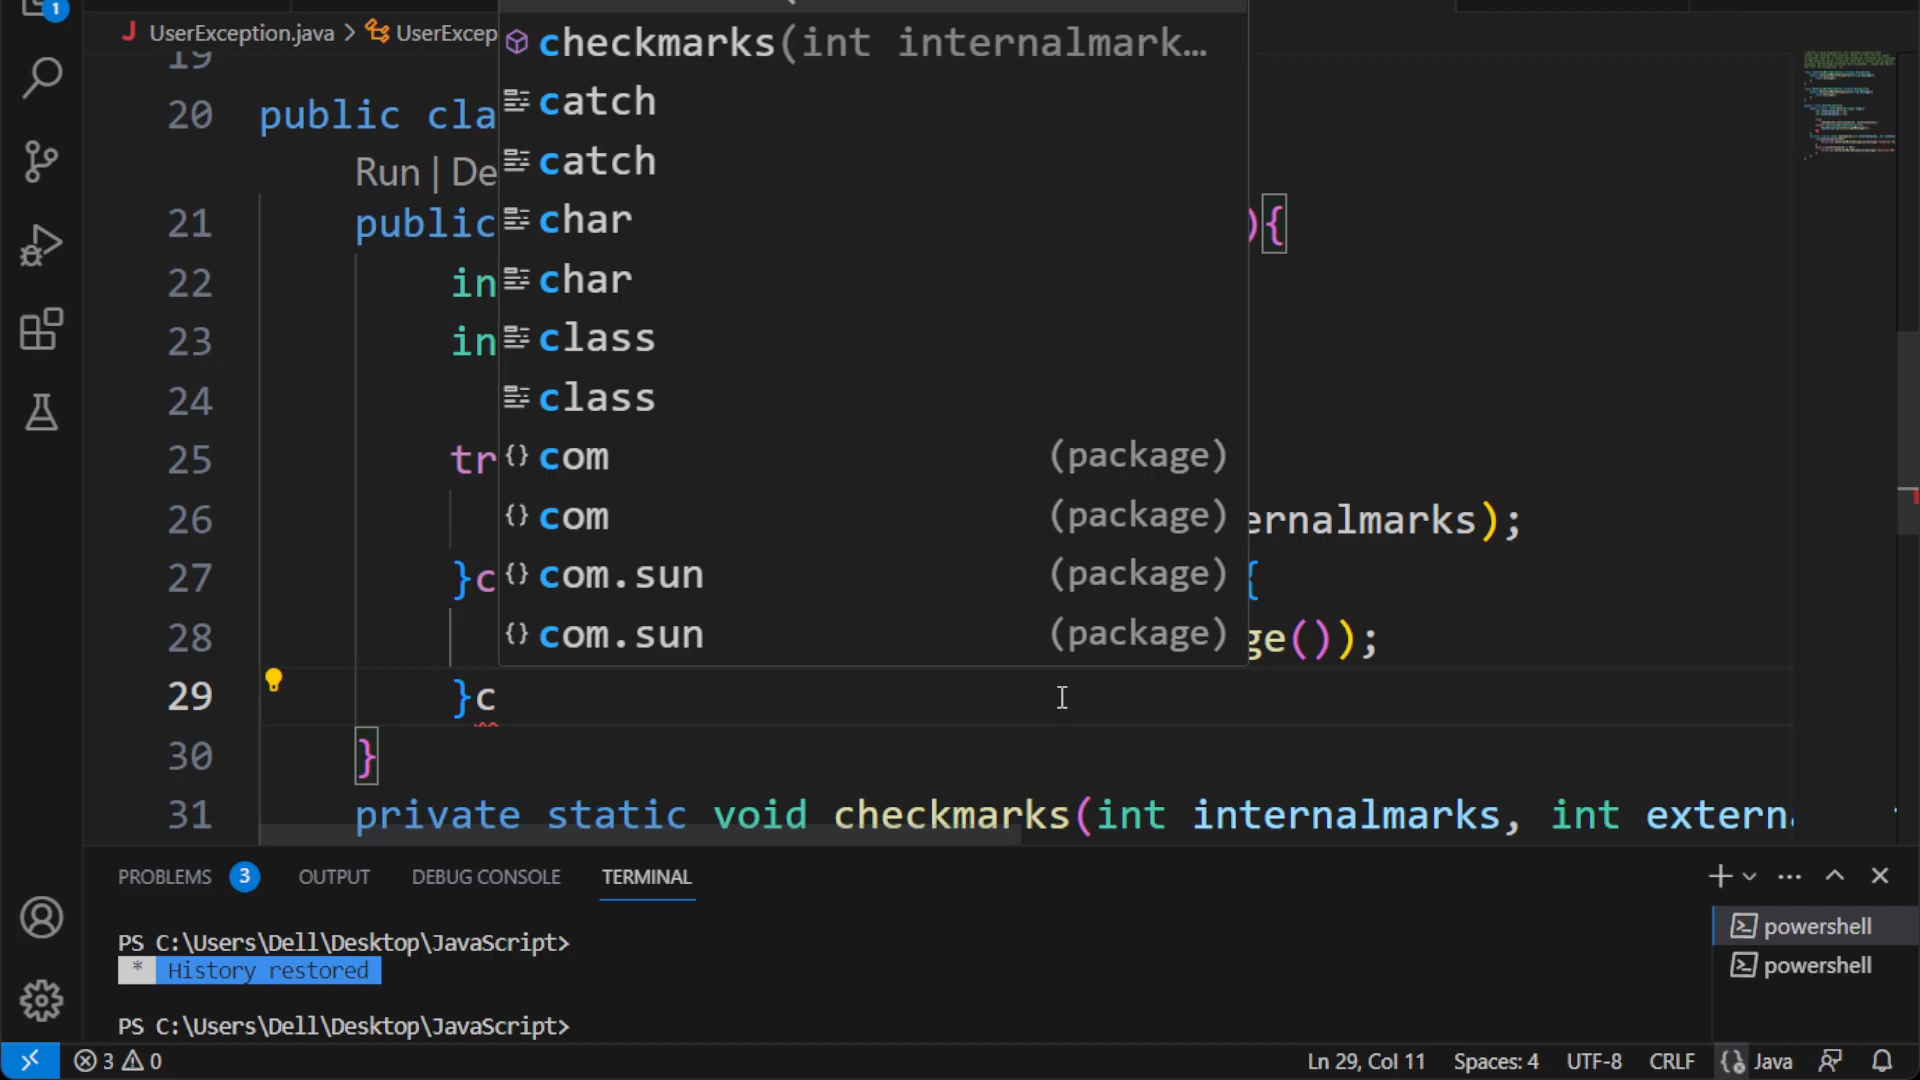 1
UserException.java > UserExcep
checkmarks(int internalmark…
19
catch
20 public cla
catch
Run | De
char
21 public ){
char
22 in
class
23 in
class
24
com (package)
25 tr
com (package)
26 ernalmarks);
com.sun (package)
27 }c {
com.sun (package)
28 ge());
29 }c
30 }
31 private static void checkmarks(int internalmarks, int externa
PROBLEMS 3 OUTPUT DEBUG CONSOLE TERMINAL
PS C:\Users\Dell\Desktop\JavaScript>
* History restored
PS C:\Users\Dell\Desktop\JavaScript>
powershell
powershell
3 0 Ln 29, Col 11 Spaces: 4 UTF-8 CRLF Java